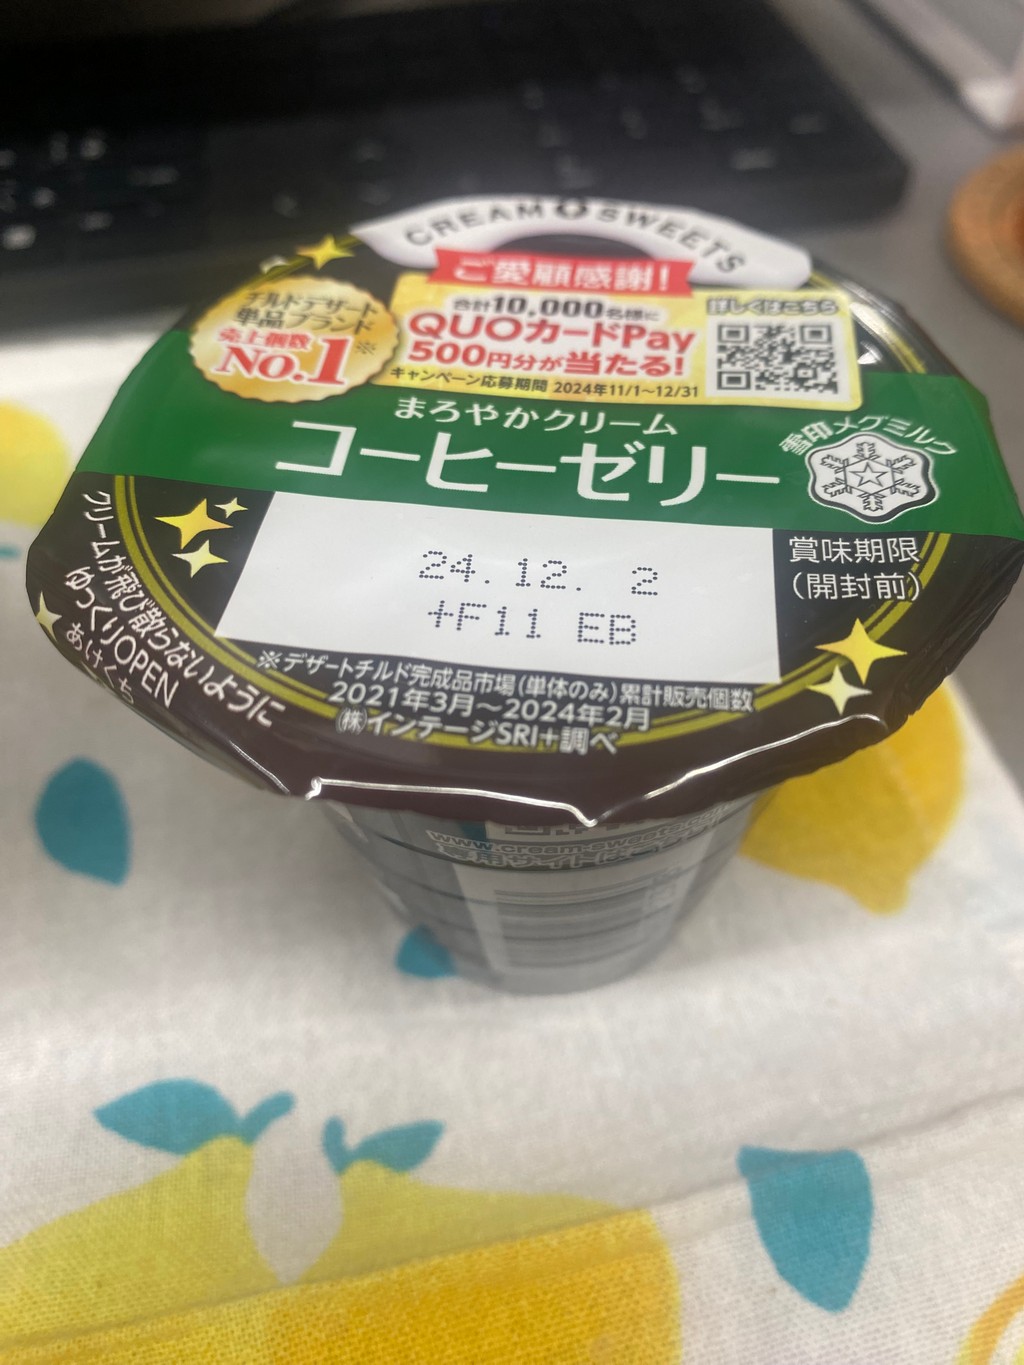 CREAM SWEETS
ご愛顧感謝!
チルドデザート
単品ブランド
売上個数
No.1※
合計10,000名様に
QUOカードPay
500円分が当たる!
キャンペーン応募期間 2024年11/1~12/31
詳しくはこちら
まろやかクリーム
コーヒーゼリー
雪印メグミルク
24.12. 2
+F11 EB
賞味期限
(開封前)
クリームが飛び散らないように
ゆっくりOPEN
あけくち
※デザートチルド完成品市場(単体のみ)累計販売個数
2021年3月~2024年2月
(株)インテージSRI+調べ
www.cream-sweets.com
専用サイトは